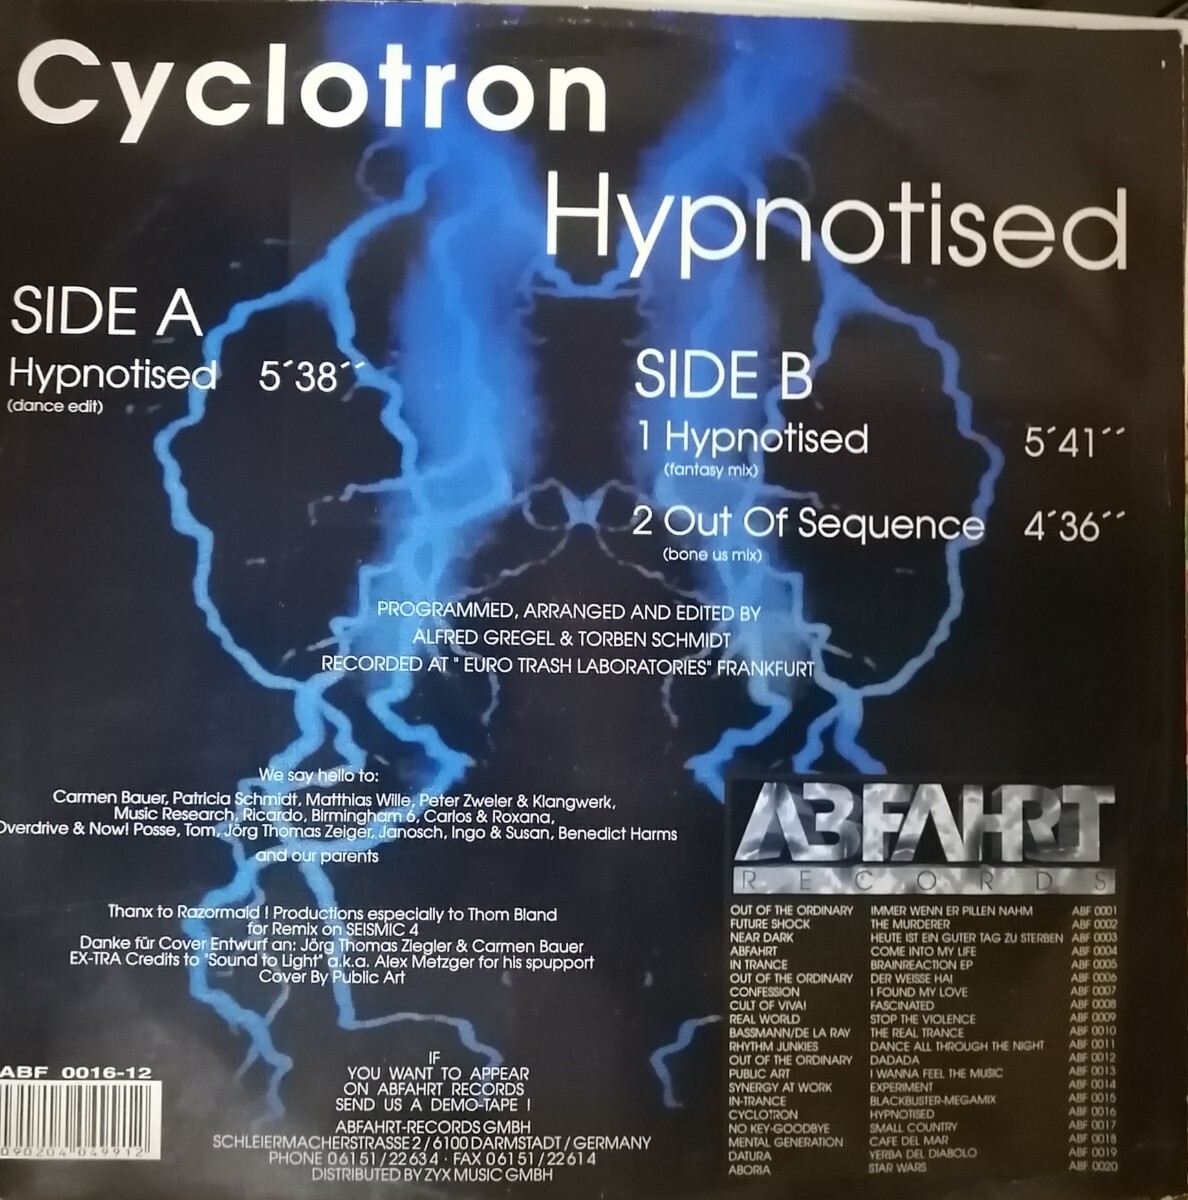 Cyclotron
Hypnotised
SIDE A
Hypnotised 5´38´´
(dance edit)
SIDE B
1 Hypnotised 5´41´´
(fantasy mix)
2 Out Of Sequence 4´36´´
(bone us mix)
PROGRAMMED, ARRANGED AND EDITED BY
ALFRED GREGEL & TORBEN SCHMIDT
RECORDED AT " EURO TRASH LABORATORIES" FRANKFURT
We say hello to:
Carmen Bauer, Patricia Schmidt, Matthias Wille, Peter Zweler & Klangwerk,
Music Research, Ricardo, Birmingham 6, Carlos & Roxana,
Overdrive & Now! Posse, Tom, Jörg Thomas Zeiger, Janosch, Ingo & Susan, Benedict Harms
and our parents
Thanx to Razormaid ! Productions especially to Thom Bland
for Remix on SEISMIC 4
Danke für Cover Entwurf an: Jörg Thomas Ziegler & Carmen Bauer
EX-TRA Credits to "Sound to Light" a.k.a. Alex Metzger for his spupport
Cover By Public Art
IF
YOU WANT TO APPEAR
ON ABFAHRT RECORDS
SEND US A DEMO-TAPE !
ABFAHRT-RECORDS GMBH
SCHLEIERMACHERSTRASSE 2 / 6100 DARMSTADT / GERMANY
PHONE 06151 / 22634 · FAX 06151 / 22614
DISTRIBUTED BY ZYX MUSIC GMBH
ABF 0016-12
090204 049912
ABFAHRT
RECORDS
OUT OF THE ORDINARY IMMER WENN ER PILLEN NAHM ABF 0001
FUTURE SHOCK THE MURDERER ABF 0002
NEAR DARK HEUTE IST EIN GUTER TAG ZU STERBEN ABF 0003
ABFAHRT COME INTO MY LIFE ABF 0004
IN TRANCE BRAINREACTION EP ABF 0005
OUT OF THE ORDINARY DER WEISSE HAI ABF 0006
CONFESSION I FOUND MY LOVE ABF 0007
CULT OF VIVA! FASCINATED ABF 0008
REAL WORLD STOP THE VIOLENCE ABF 0009
BASSMANN/DE LA RAY THE REAL TRANCE ABF 0010
RHYTHM JUNKIES DANCE ALL THROUGH THE NIGHT ABF 0011
OUT OF THE ORDINARY DADADA ABF 0012
PUBLIC ART I WANNA FEEL THE MUSIC ABF 0013
SYNERGY AT WORK EXPERIMENT ABF 0014
IN-TRANCE BLACKBUSTER-MEGAMIX ABF 0015
CYCLOTRON HYPNOTISED ABF 0016
NO KEY-GOODBYE SMALL COUNTRY ABF 0017
MENTAL GENERATION CAFE DEL MAR ABF 0018
DATURA YERBA DEL DIABOLO ABF 0019
ABORIA STAR WARS ABF 0020